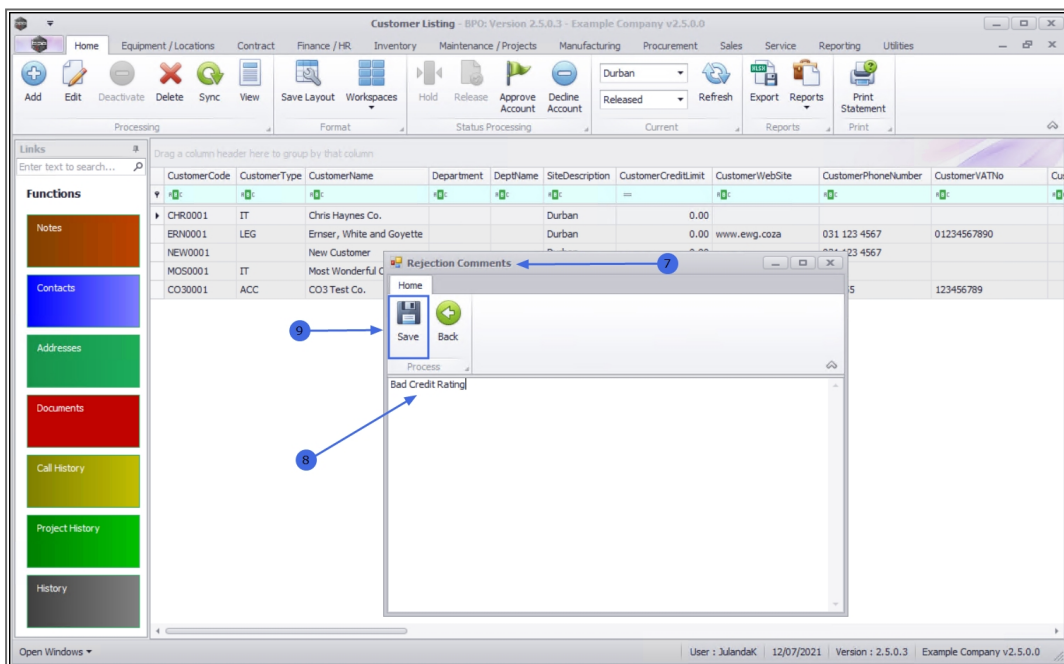 Customer Listing - BPO: Version 2.5.0.3 - Example Company v2.5.0.0
Home Equipment / Locations Contract Finance / HR Inventory Maintenance / Projects Manufacturing Procurement Sales Service Reporting Utilities
Add Edit Deactivate Delete Sync View Save Layout Workspaces Hold Release Approve Account Decline Account Durban Released Refresh Export Reports Print Statement
Processing Format Status Processing Current Reports Print
Links
Enter text to search...
Functions
Notes
Contacts
Addresses
Documents
Call History
Project History
History
Drag a column header here to group by that column
CustomerCode CustomerType CustomerName Department DeptName SiteDescription CustomerCreditLimit CustomerWebSite CustomerPhoneNumber CustomerVATNo
CHR0001 IT Chris Haynes Co. Durban 0.00
ERN0001 LEG Ernser, White and Goyette Durban 0.00 www.ewg.coza 031 123 4567 01234567890
NEW0001 New Customer
MOS0001 IT Most Wonderful
CO30001 ACC CO3 Test Co. 123456789
Rejection Comments 7
Home
Save Back
9
Process
Bad Credit Rating
8
Open Windows User : JulandaK 12/07/2021 Version : 2.5.0.3 Example Company v2.5.0.0